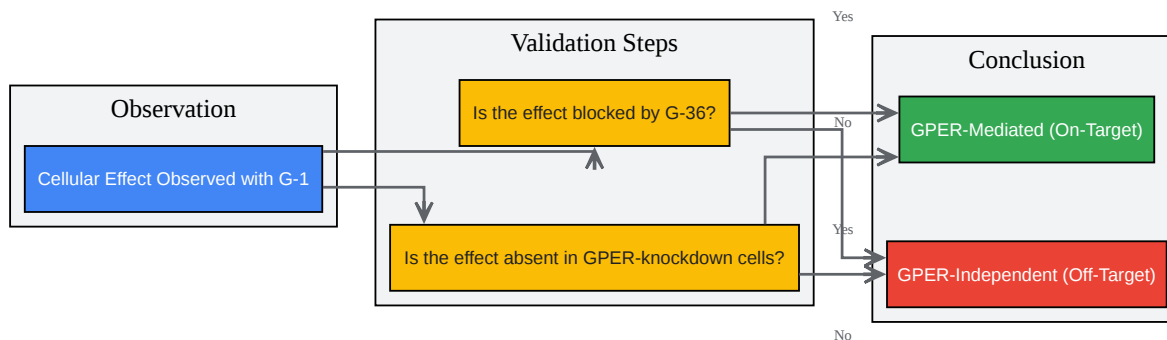 Observation
Cellular Effect Observed with G-1
Validation Steps
Is the effect blocked by G-36?
Is the effect absent in GPER-knockdown cells?
Yes
No
Yes
No
Conclusion
GPER-Mediated (On-Target)
GPER-Independent (Off-Target)